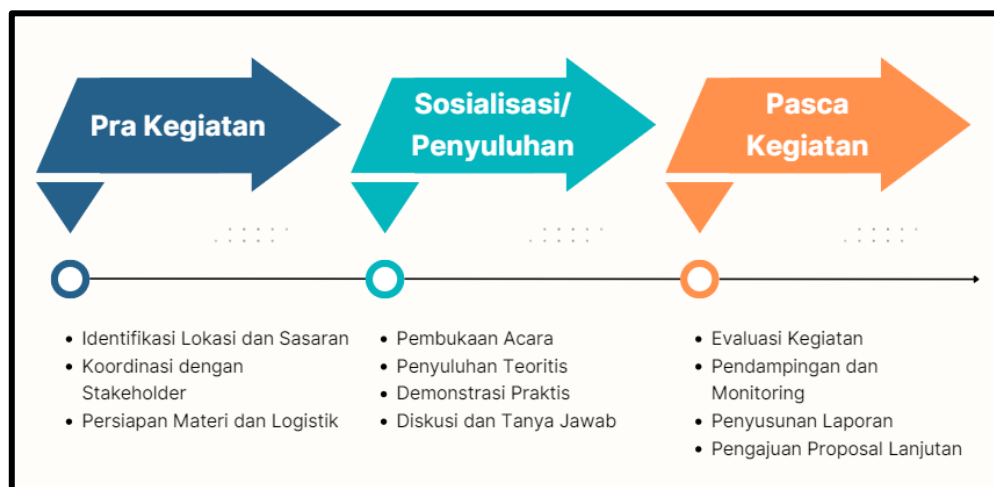 Pra Kegiatan
Sosialisasi/
Penyuluhan
Pasca
Kegiatan
• Identifikasi Lokasi dan Sasaran
• Koordinasi dengan
Stakeholder
• Persiapan Materi dan Logistik
• Pembukaan Acara
• Penyuluhan Teoritis
• Demonstrasi Praktis
• Diskusi dan Tanya Jawab
• Evaluasi Kegiatan
• Pendampingan dan
Monitoring
• Penyusunan Laporan
• Pengajuan Proposal Lanjutan